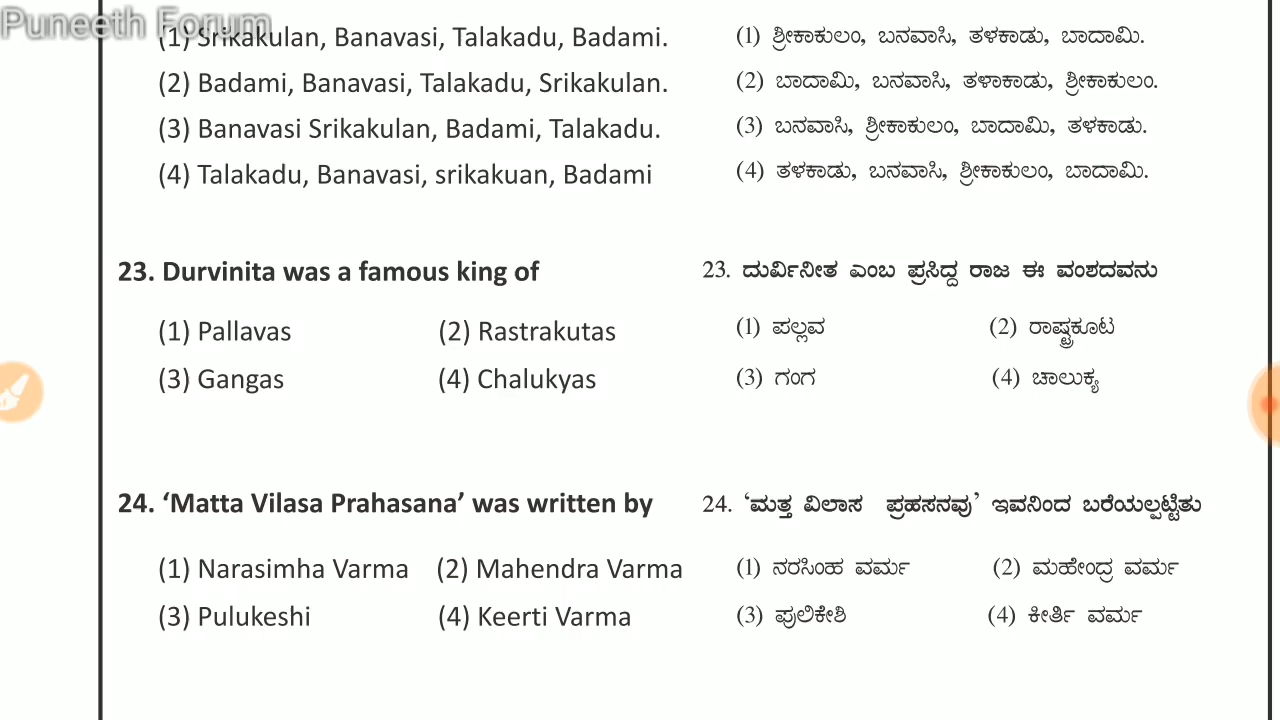 Puneeth Forum
(1) Srikakulan, Banavasi, Talakadu, Badami.
(2) Badami, Banavasi, Talakadu, Srikakulan.
(3) Banavasi Srikakulan, Badami, Talakadu.
(4) Talakadu, Banavasi, srikakuan, Badami
23. Durvinita was a famous king of
(1) Pallavas (2) Rastrakutas
(3) Gangas (4) Chalukyas
24. ‘Matta Vilasa Prahasana’ was written by
(1) Narasimha Varma (2) Mahendra Varma
(3) Pulukeshi (4) Keerti Varma
(1) ಶ್ರೀಕಾಕುಲಂ, ಬನವಾಸಿ, ತಳಕಾಡು, ಬಾದಾಮಿ.
(2) ಬಾದಾಮಿ, ಬನವಾಸಿ, ತಳಾಕಾಡು, ಶ್ರೀಕಾಕುಲಂ.
(3) ಬನವಾಸಿ, ಶ್ರೀಕಾಕುಲಂ, ಬಾದಾಮಿ, ತಳಕಾಡು.
(4) ತಳಕಾಡು, ಬನವಾಸಿ, ಶ್ರೀಕಾಕುಲಂ, ಬಾದಾಮಿ.
23. ದುರ್ವಿನೀತ ಎಂಬ ಪ್ರಸಿದ್ದ ರಾಜ ಈ ವಂಶದವನು
(1) ಪಲ್ಲವ (2) ರಾಷ್ಟ್ರಕೂಟ
(3) ಗಂಗ (4) ಚಾಲುಕ್ಯ
24. ‘ಮತ್ತ ವಿಲಾಸ ಪ್ರಹಸನವು’ ಇವನಿಂದ ಬರೆಯಲ್ಪಟ್ಟಿತು
(1) ನರಸಿಂಹ ವರ್ಮ (2) ಮಹೇಂದ್ರ ವರ್ಮ
(3) ಪುಲಿಕೇಶಿ (4) ಕೀರ್ತಿ ವರ್ಮ